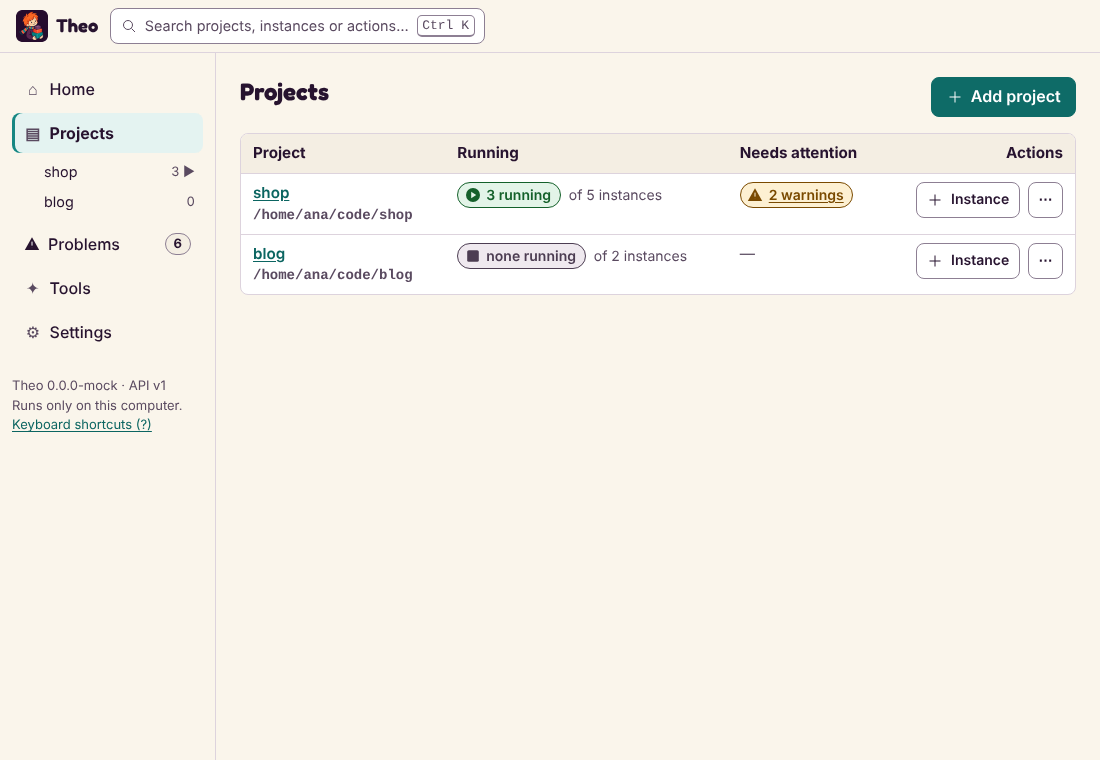 Theo
Search projects, instances or actions... Ctrl K
Home
Projects
shop 3
blog 0
Problems 6
Tools
Settings
Theo 0.0.0-mock · API v1
Runs only on this computer.
Keyboard shortcuts (?)
Projects
+ Add project
Project Running Needs attention Actions
shop 3 running of 5 instances 2 warnings + Instance ···
/home/ana/code/shop
blog none running of 2 instances — + Instance ···
/home/ana/code/blog